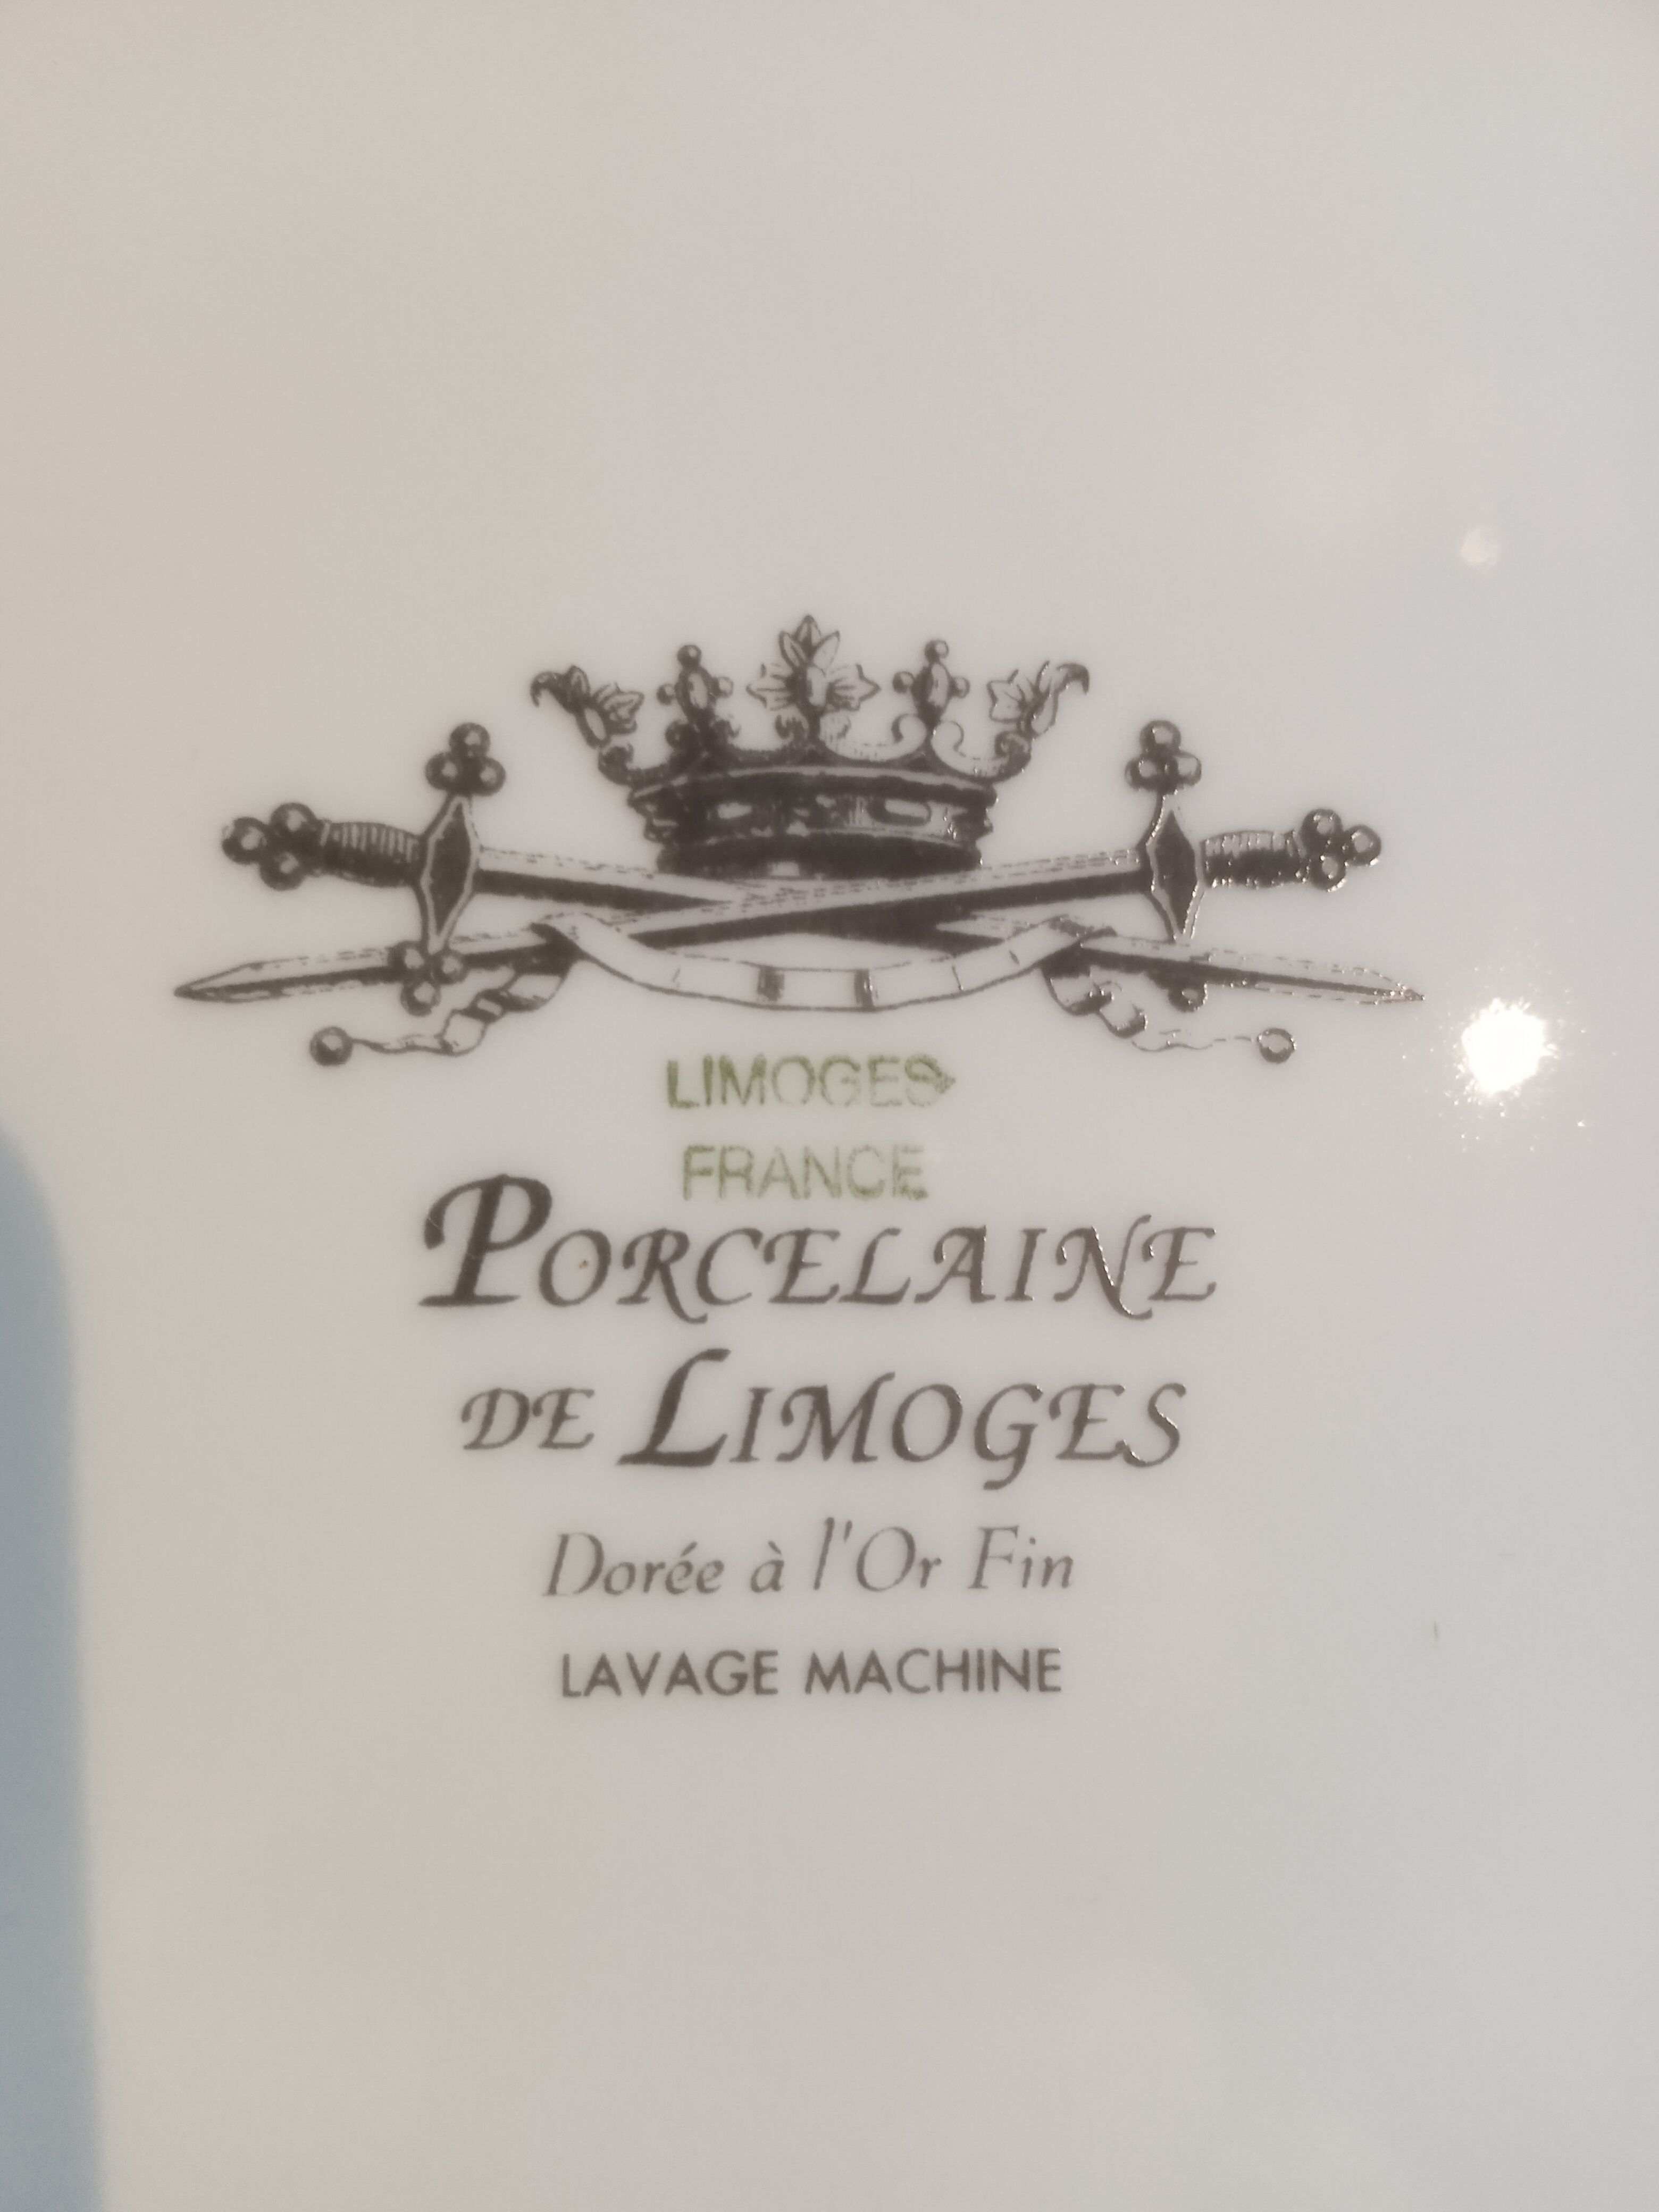 LIMOGES
FRANCE
PORCELAINE
DE LIMOGES
Dorée à l'Or Fin
LAVAGE MACHINE